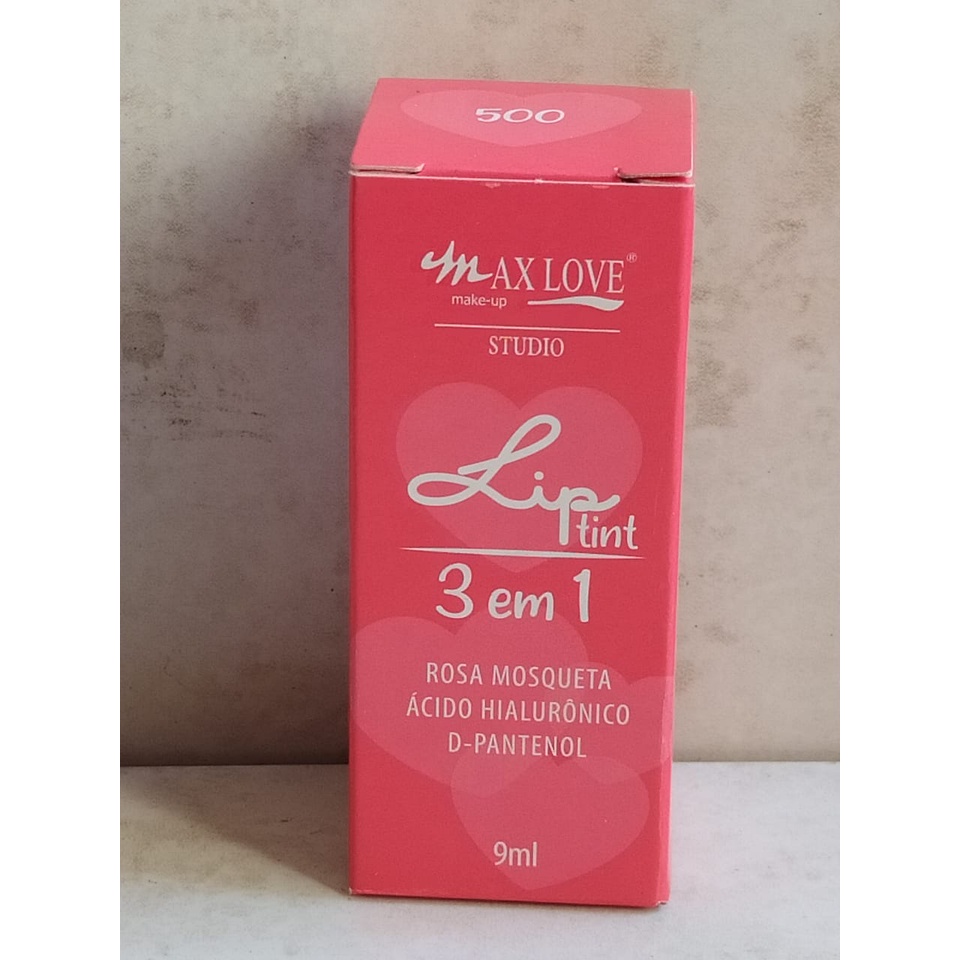 500
MAX LOVE®
make-up
STUDIO
Lip
tint
3 em 1
ROSA MOSQUETA
ÁCIDO HIALURÔNICO
D-PANTENOL
9ml